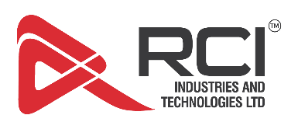 RCI™
INDUSTRIES AND
TECHNOLOGIES LTD